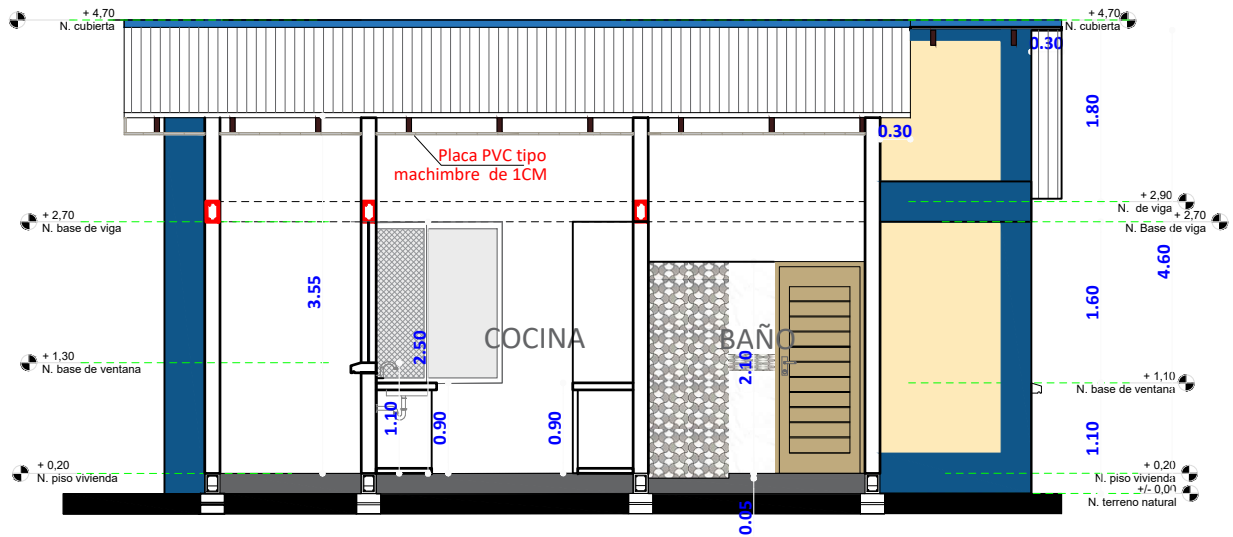 + 4,70
N. cubierta
+ 4,70
N. cubierta
0.30
1.80
0.30
Placa PVC tipo
machimbre de 1CM
+ 2,90
N. de viga
+ 2,70
N. base de viga
+ 2,70
N. Base de viga
4.60
3.55
1.60
COCINA
BAÑO
2.50
2.10
+ 1,30
N. base de ventana
+ 1,10
N. base de ventana
1.10
0.90
0.90
1.10
+ 0,20
N. piso vivienda
+ 0,20
N. piso vivienda
+/- 0,00
N. terreno natural
0.05